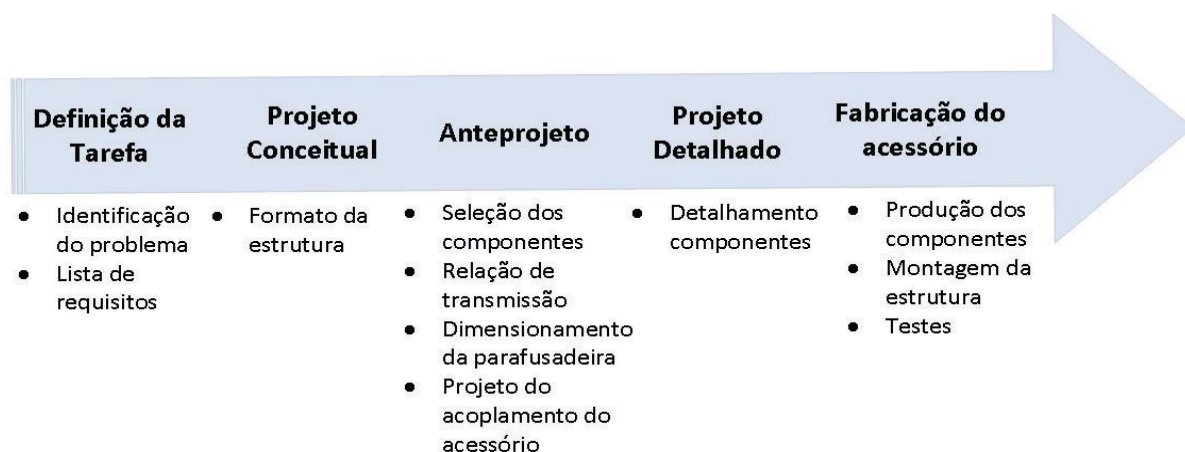 Definição da
Tarefa
Projeto
Conceitual
Anteprojeto
Projeto
Detalhado
Fabricação do
acessório
● Identificação
do problema
● Lista de
requisitos
● Formato da
estrutura
● Seleção dos
componentes
● Relação de
transmissão
● Dimensionamento
da parafusadeira
● Projeto do
acoplamento do
acessório
● Detalhamento
componentes
● Produção dos
componentes
● Montagem da
estrutura
● Testes